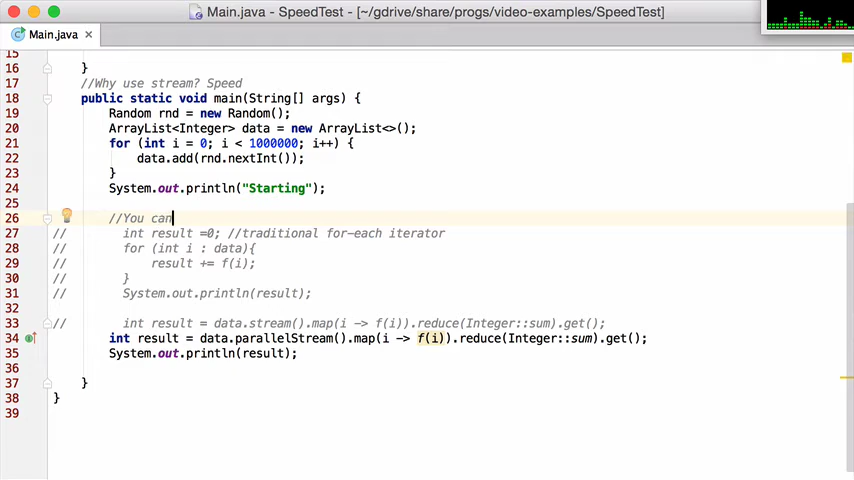 Main.java - SpeedTest - [~/gdrive/share/progs/video-examples/SpeedTest]
Main.java
15
16 }
17 //Why use stream? Speed
18 public static void main(String[] args) {
19 Random rnd = new Random();
20 ArrayList<Integer> data = new ArrayList<>();
21 for (int i = 0; i < 1000000; i++) {
22 data.add(rnd.nextInt());
23 }
24 System.out.println("Starting");
25
26 //You can
27 // int result =0; //traditional for-each iterator
28 // for (int i : data){
29 // result += f(i);
30 // }
31 // System.out.println(result);
32
33 // int result = data.stream().map(i -> f(i)).reduce(Integer::sum).get();
34 int result = data.parallelStream().map(i -> f(i)).reduce(Integer::sum).get();
35 System.out.println(result);
36
37 }
38 }
39